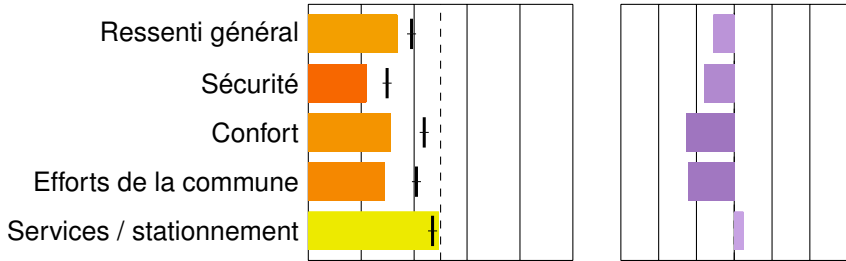 Ressenti général
Sécurité
Confort
Efforts de la commune
Services / stationnement